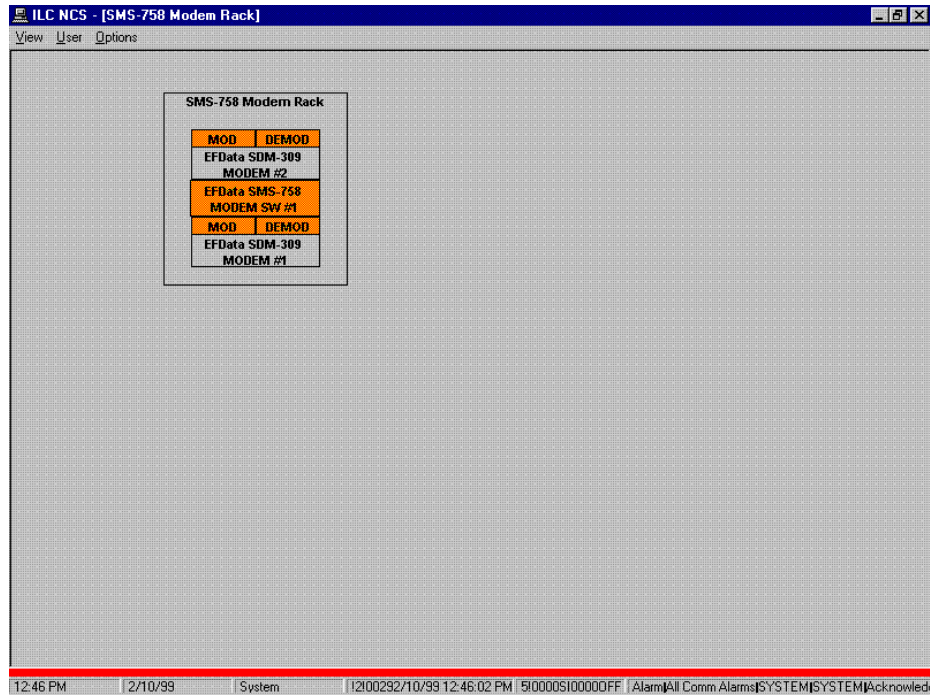 ILC NCS - [SMS-758 Modem Rack]
View User Options
SMS-758 Modem Rack
MOD DEMOD
EFData SDM-309
MODEM #2
EFData SMS-758
MODEM SW #1
MOD DEMOD
EFData SDM-309
MODEM #1
12:46 PM 2/10/99 System !2!00292/10/99 12:46:02 PM 5!0000S!0000OFF Alarm|All Comm Alarms|SYSTEM|SYSTEM|Acknowled